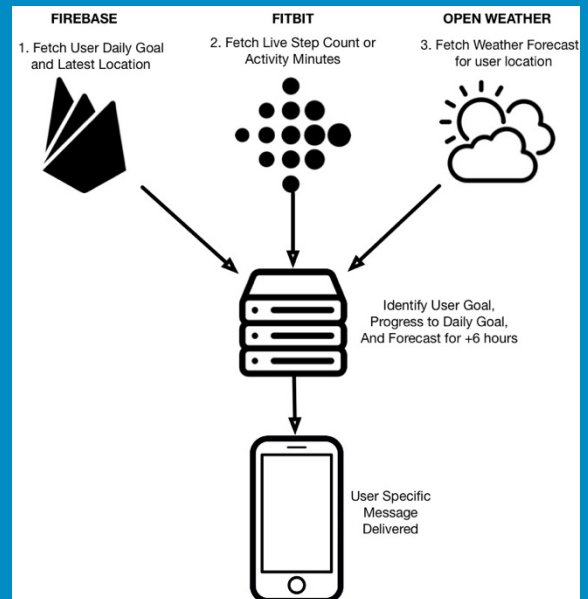 FIREBASE
1. Fetch User Daily Goal
and Latest Location
FITBIT
2. Fetch Live Step Count or
Activity Minutes
OPEN WEATHER
3. Fetch Weather Forecast
for user location
Identify User Goal,
Progress to Daily Goal,
And Forecast for +6 hours
User Specific
Message
Delivered